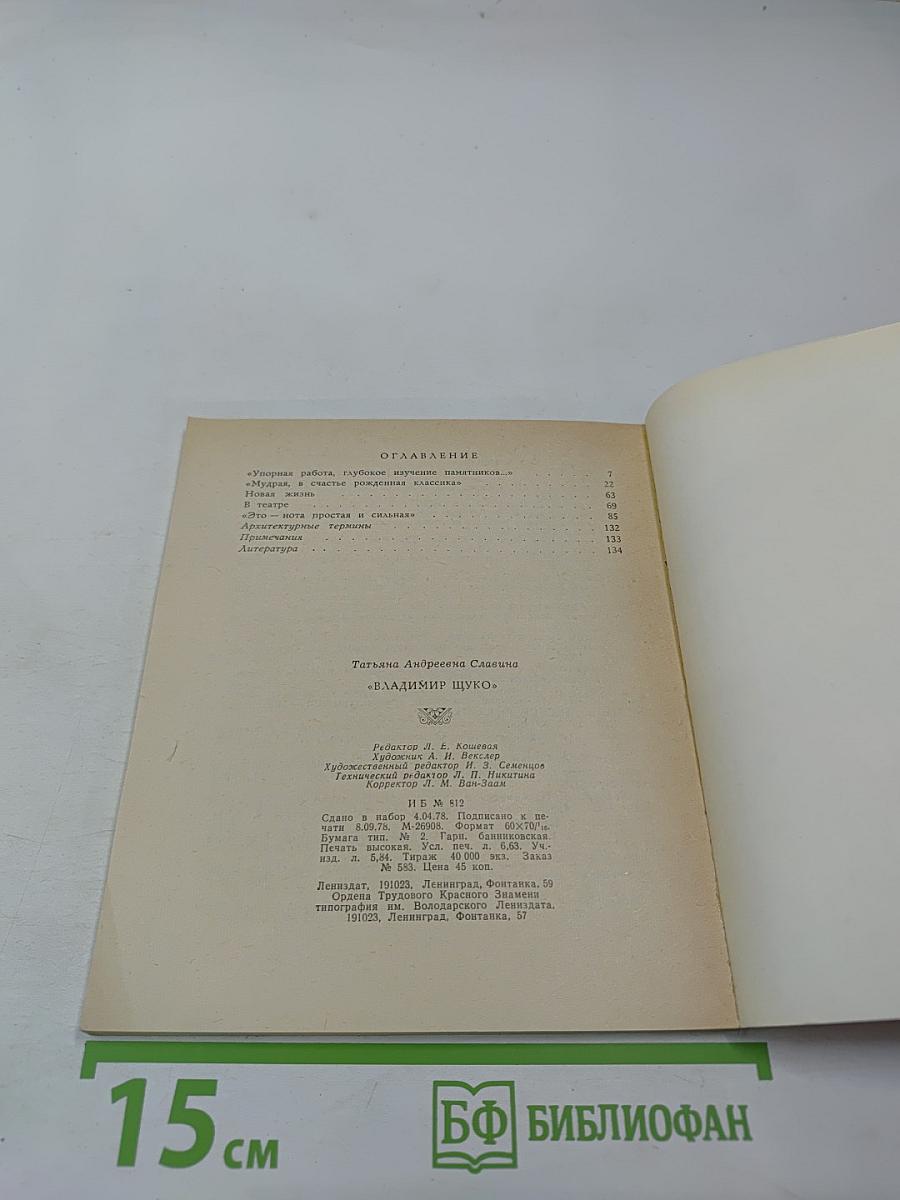 ОГЛАВЛЕНИЕ
«Упорная работа, глубокое изучение памятников...» . . . . . 7
«Мудрая, в счастье рожденная классика» . . . . . . . . 22
Новая жизнь . . . . . . . . . . . . . . . . 63
В театре . . . . . . . . . . . . . . . . . 69
«Это — нота простая и сильная» . . . . . . . . . . . 85
Архитектурные термины . . . . . . . . . . . . . 132
Примечания . . . . . . . . . . . . . . . . 133
Литература . . . . . . . . . . . . . . . . . 134
Татьяна Андреевна Славина
«ВЛАДИМИР ЩУКО»
Редактор Л. Е. Кошевая
Художник А. И. Векслер
Художественный редактор И. З. Семенцов
Технический редактор Л. П. Никитина
Корректор Л. М. Ван-Заам
ИБ № 812
Сдано в набор 4.04.78. Подписано к пе-
чати 8.09.78. М-26908. Формат 60×70/¹₁₆.
Бумага тип. № 2. Гарн. банниковская.
Печать высокая. Усл. печ. л. 6,63. Уч.-
изд. л. 5,84. Тираж 40 000 экз. Заказ
№ 583. Цена 45 коп.
Лениздат, 191023, Ленинград, Фонтанка, 59
Ордена Трудового Красного Знамени
типография им. Володарского Лениздата,
191023, Ленинград, Фонтанка, 57
15 см
БФ БИБЛИОФАН